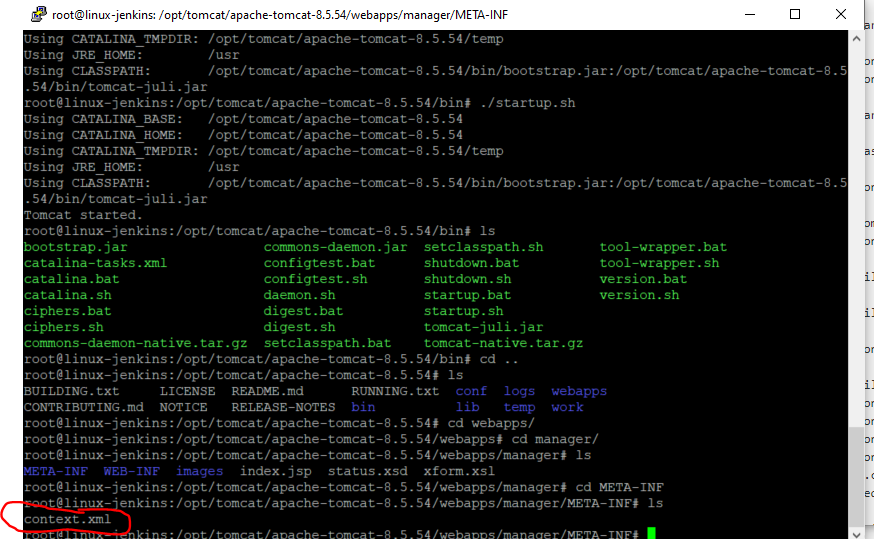 root@linux-jenkins: /opt/tomcat/apache-tomcat-8.5.54/webapps/manager/META-INF
Using CATALINA_TMPDIR: /opt/tomcat/apache-tomcat-8.5.54/temp
Using JRE_HOME:        /usr
Using CLASSPATH:       /opt/tomcat/apache-tomcat-8.5.54/bin/bootstrap.jar:/opt/tomcat/apache-tomcat-8.5
.54/bin/tomcat-juli.jar
root@linux-jenkins:/opt/tomcat/apache-tomcat-8.5.54/bin# ./startup.sh
Using CATALINA_BASE:   /opt/tomcat/apache-tomcat-8.5.54
Using CATALINA_HOME:   /opt/tomcat/apache-tomcat-8.5.54
Using CATALINA_TMPDIR: /opt/tomcat/apache-tomcat-8.5.54/temp
Using JRE_HOME:        /usr
Using CLASSPATH:       /opt/tomcat/apache-tomcat-8.5.54/bin/bootstrap.jar:/opt/tomcat/apache-tomcat-8.5
.54/bin/tomcat-juli.jar
Tomcat started.
root@linux-jenkins:/opt/tomcat/apache-tomcat-8.5.54/bin# ls
bootstrap.jar                 commons-daemon.jar  setclasspath.sh       tool-wrapper.bat
catalina-tasks.xml            configtest.bat      shutdown.bat          tool-wrapper.sh
catalina.bat                  configtest.sh       shutdown.sh           version.bat
catalina.sh                   daemon.sh           startup.bat           version.sh
ciphers.bat                   digest.bat          startup.sh
ciphers.sh                    digest.sh           tomcat-juli.jar
commons-daemon-native.tar.gz  setclasspath.bat    tomcat-native.tar.gz
root@linux-jenkins:/opt/tomcat/apache-tomcat-8.5.54/bin# cd ..
root@linux-jenkins:/opt/tomcat/apache-tomcat-8.5.54# ls
BUILDING.txt     LICENSE  README.md      RUNNING.txt  conf  logs  webapps
CONTRIBUTING.md  NOTICE   RELEASE-NOTES  bin          lib   temp  work
root@linux-jenkins:/opt/tomcat/apache-tomcat-8.5.54# cd webapps/
root@linux-jenkins:/opt/tomcat/apache-tomcat-8.5.54/webapps# cd manager/
root@linux-jenkins:/opt/tomcat/apache-tomcat-8.5.54/webapps/manager# ls
META-INF  WEB-INF  images  index.jsp  status.xsd  xform.xsl
root@linux-jenkins:/opt/tomcat/apache-tomcat-8.5.54/webapps/manager# cd META-INF
root@linux-jenkins:/opt/tomcat/apache-tomcat-8.5.54/webapps/manager/META-INF# ls
context.xml
root@linux-jenkins:/opt/tomcat/apache-tomcat-8.5.54/webapps/manager/META-INF#